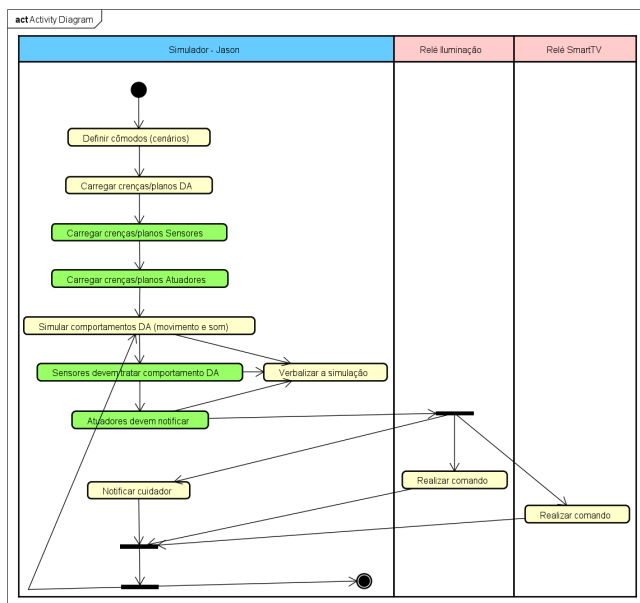 act Activity Diagram
Simulador - Jason
Relé Iluminação
Relé SmartTV
Definir cômodos (cenários)
Carregar crenças/planos DA
Carregar crenças/planos Sensores
Carregar crenças/planos Atuadores
Simular comportamentos DA (movimento e som)
Sensores devem tratar comportamento DA
Verbalizar a simulação
Atuadores devem notificar
Realizar comando
Notificar cuidador
Realizar comando